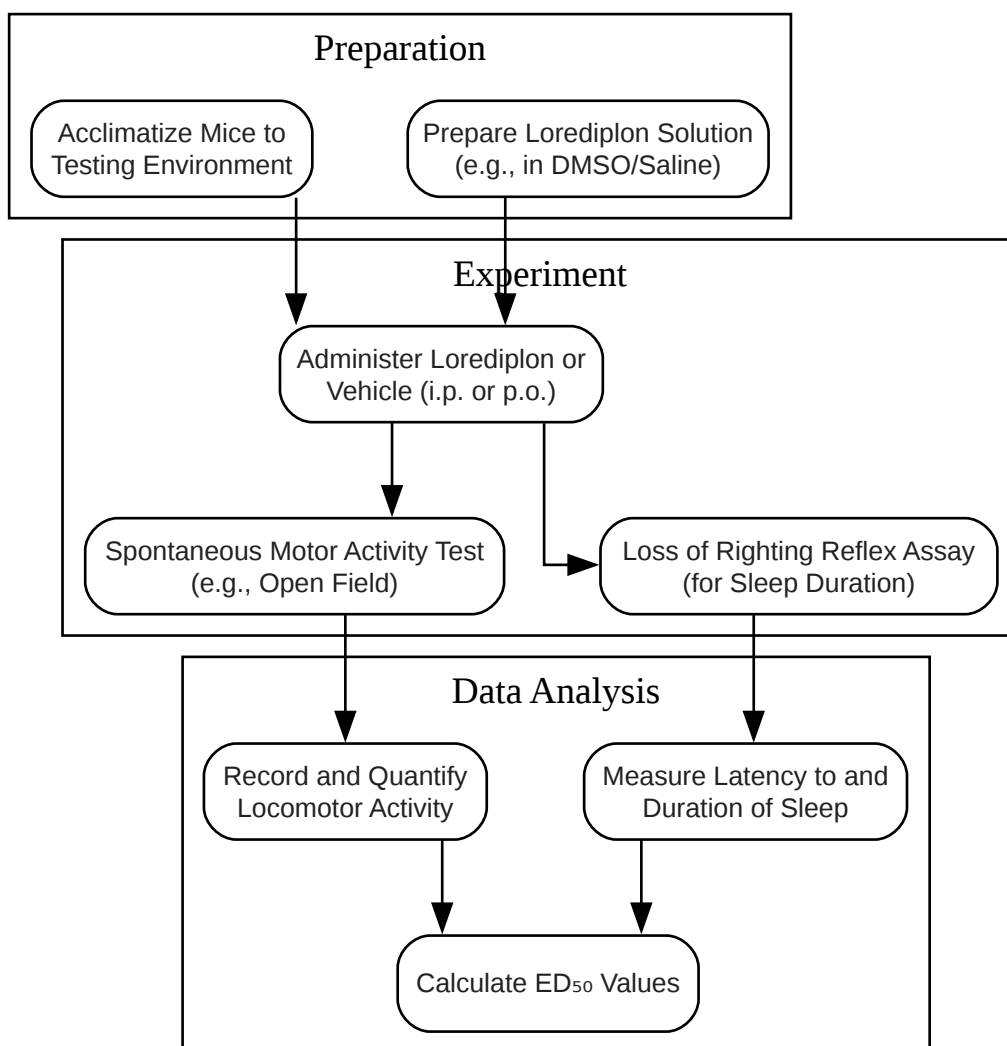 Preparation
Acclimatize Mice to
Testing Environment
Prepare Lorediplon Solution
(e.g., in DMSO/Saline)
Experiment
Administer Lorediplon or
Vehicle (i.p. or p.o.)
Spontaneous Motor Activity Test
(e.g., Open Field)
Loss of Righting Reflex Assay
(for Sleep Duration)
Data Analysis
Record and Quantify
Locomotor Activity
Measure Latency to and
Duration of Sleep
Calculate ED₅₀ Values